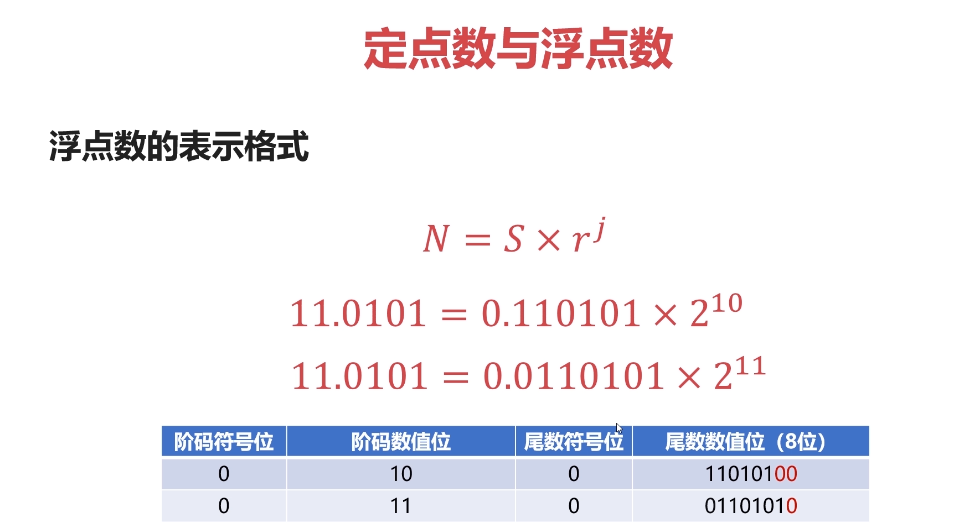 定点数与浮点数
浮点数的表示格式
N = S × r^j
11.0101 = 0.110101 × 2^10
11.0101 = 0.0110101 × 2^11
阶码符号位 阶码数值位 尾数符号位 尾数数值位（8位）
0 10 0 11010100
0 11 0 01101010